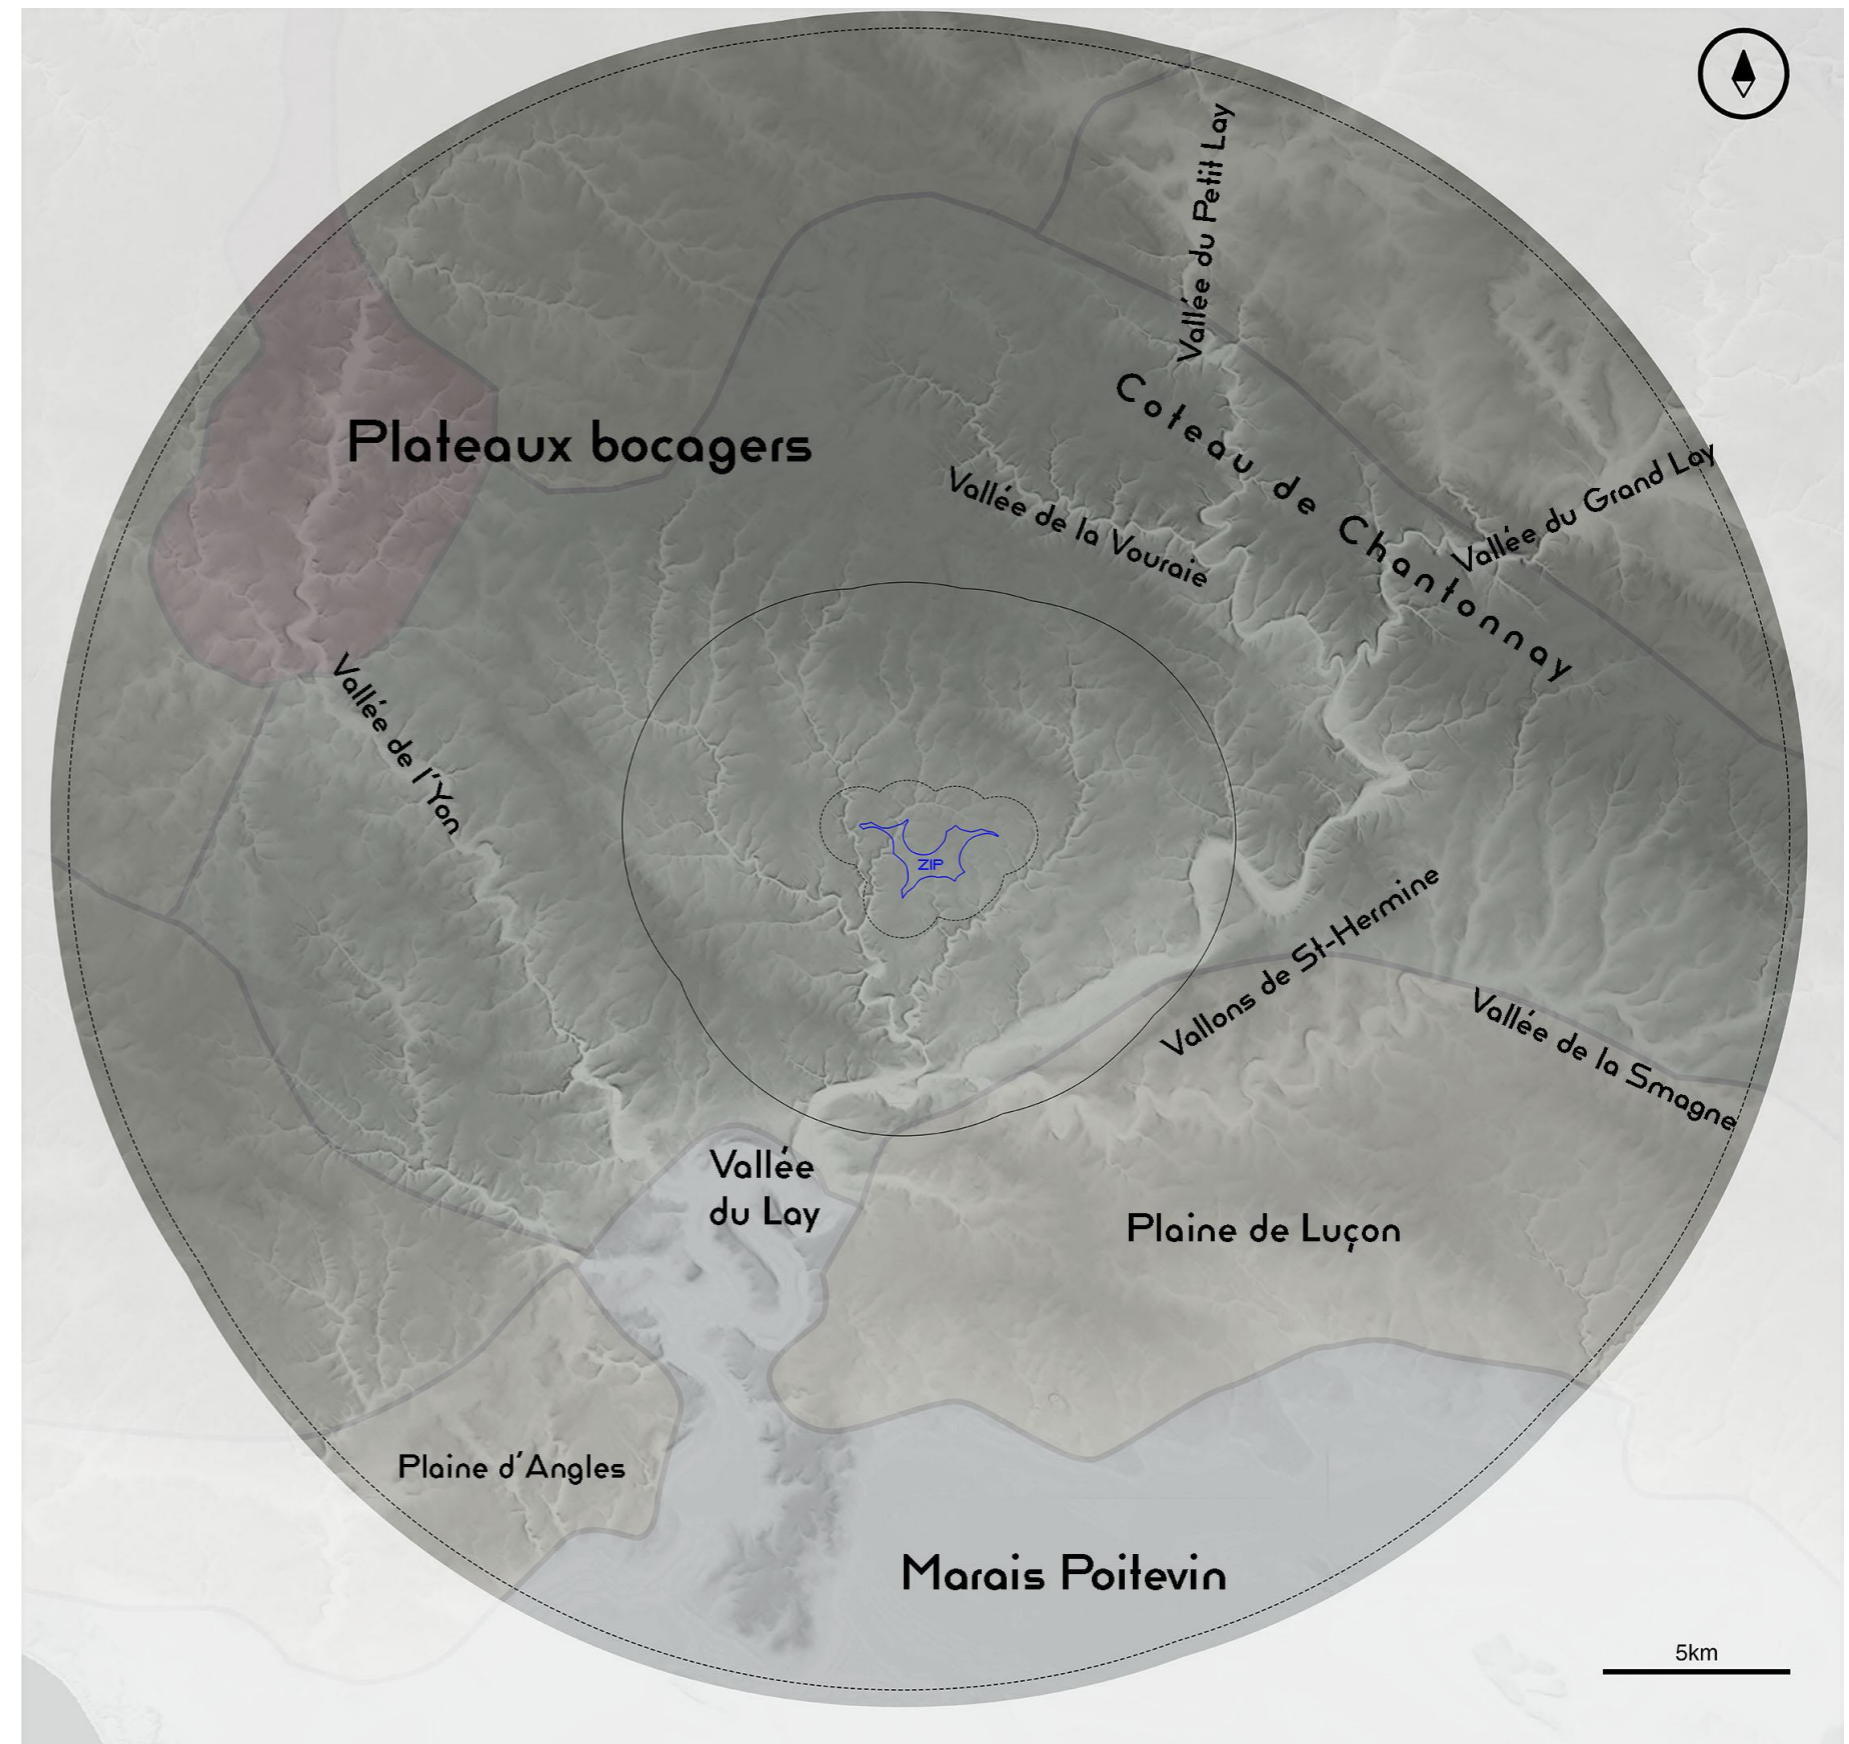 Vallée du Petit Lay
Coteau de Chantonnay
Plateaux bocagers
Vallée du Grand Lay
Vallée de la Vouraie
Vallée de l'Yon
ZIP
Vallons de St-Hermine
Vallée de la Smagne
Vallée
du Lay
Plaine de Luçon
Plaine d'Angles
Marais Poitevin
5km